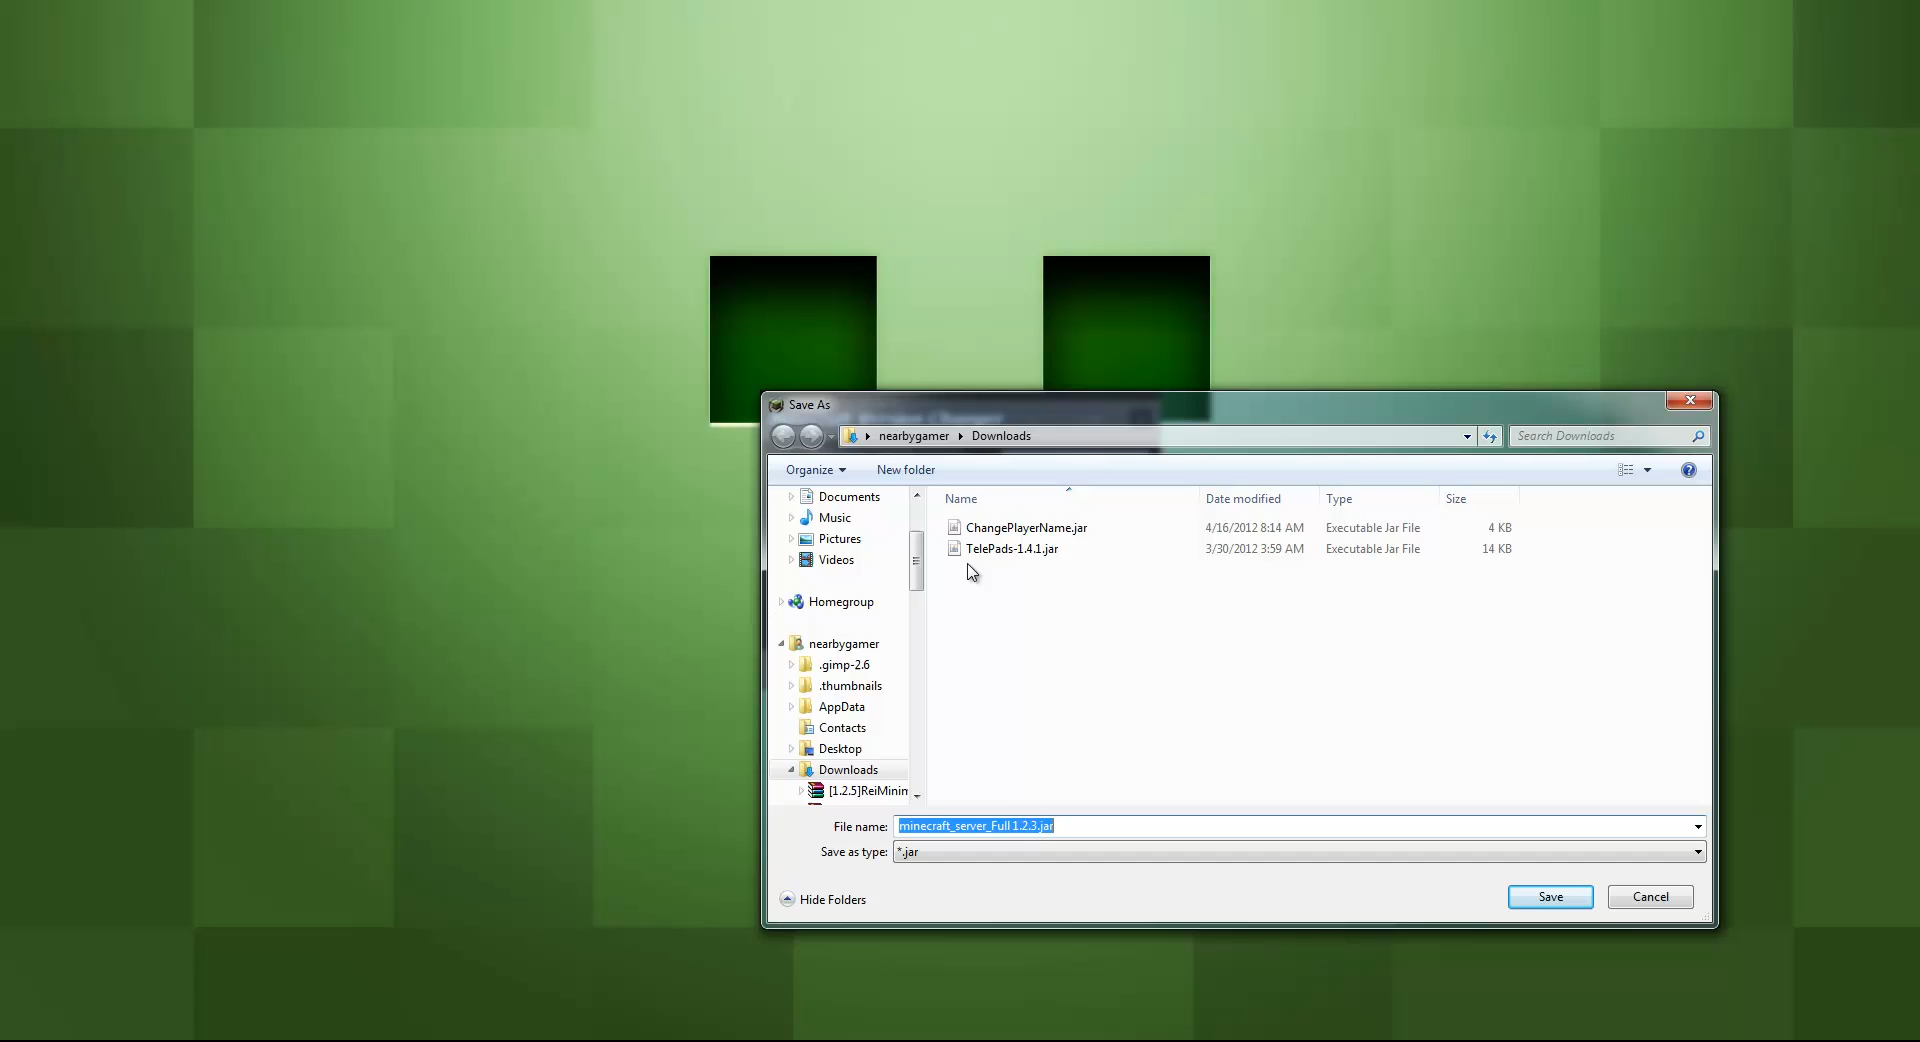 Save As
nearbygamer Downloads
Search Downloads
Organize New folder
Name Date modified Type Size
Documents
Music
Pictures
Videos
Homegroup
nearbygamer
.gimp-2.6
.thumbnails
AppData
Contacts
Desktop
Downloads
[1.2.5]ReiMinim
ChangePlayerName.jar 4/16/2012 8:14 AM Executable Jar File 4 KB
TelePads-1.4.1.jar 3/30/2012 3:59 AM Executable Jar File 14 KB
File name: minecraft_server_Full 1.2.3.jar
Save as type: *.jar
Hide Folders
Save Cancel